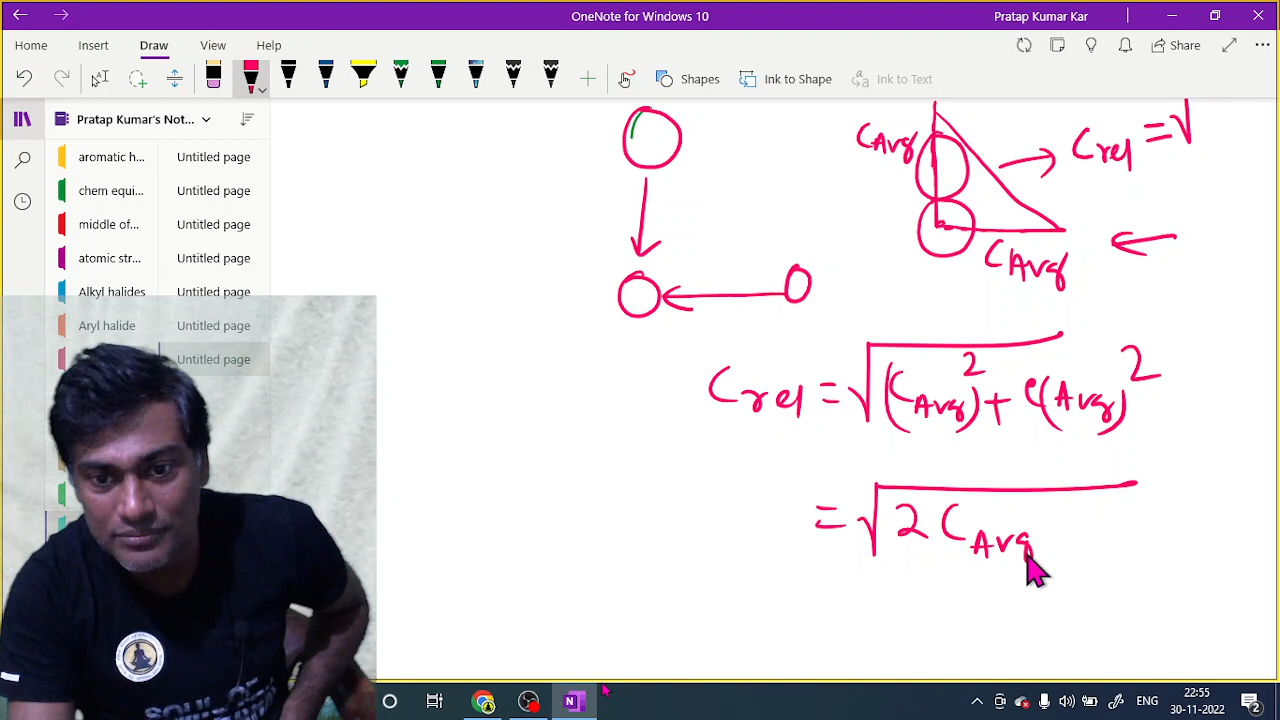 OneNote for Windows 10
Pratap Kumar Kar
Home Insert Draw View Help
Share
Shapes
Ink to Shape
Ink to Text
Pratap Kumar's Not...
aromatic h... Untitled page
chem equi... Untitled page
middle of... Untitled page
atomic str... Untitled page
Alkyl halides Untitled page
Aryl halide Untitled page
Untitled page
CAvg
Crel = √
CAvg
Crel = √(CAvg)² + C(Avg)²
= √2 CAvg
ENG
22:55
30-11-2022
2